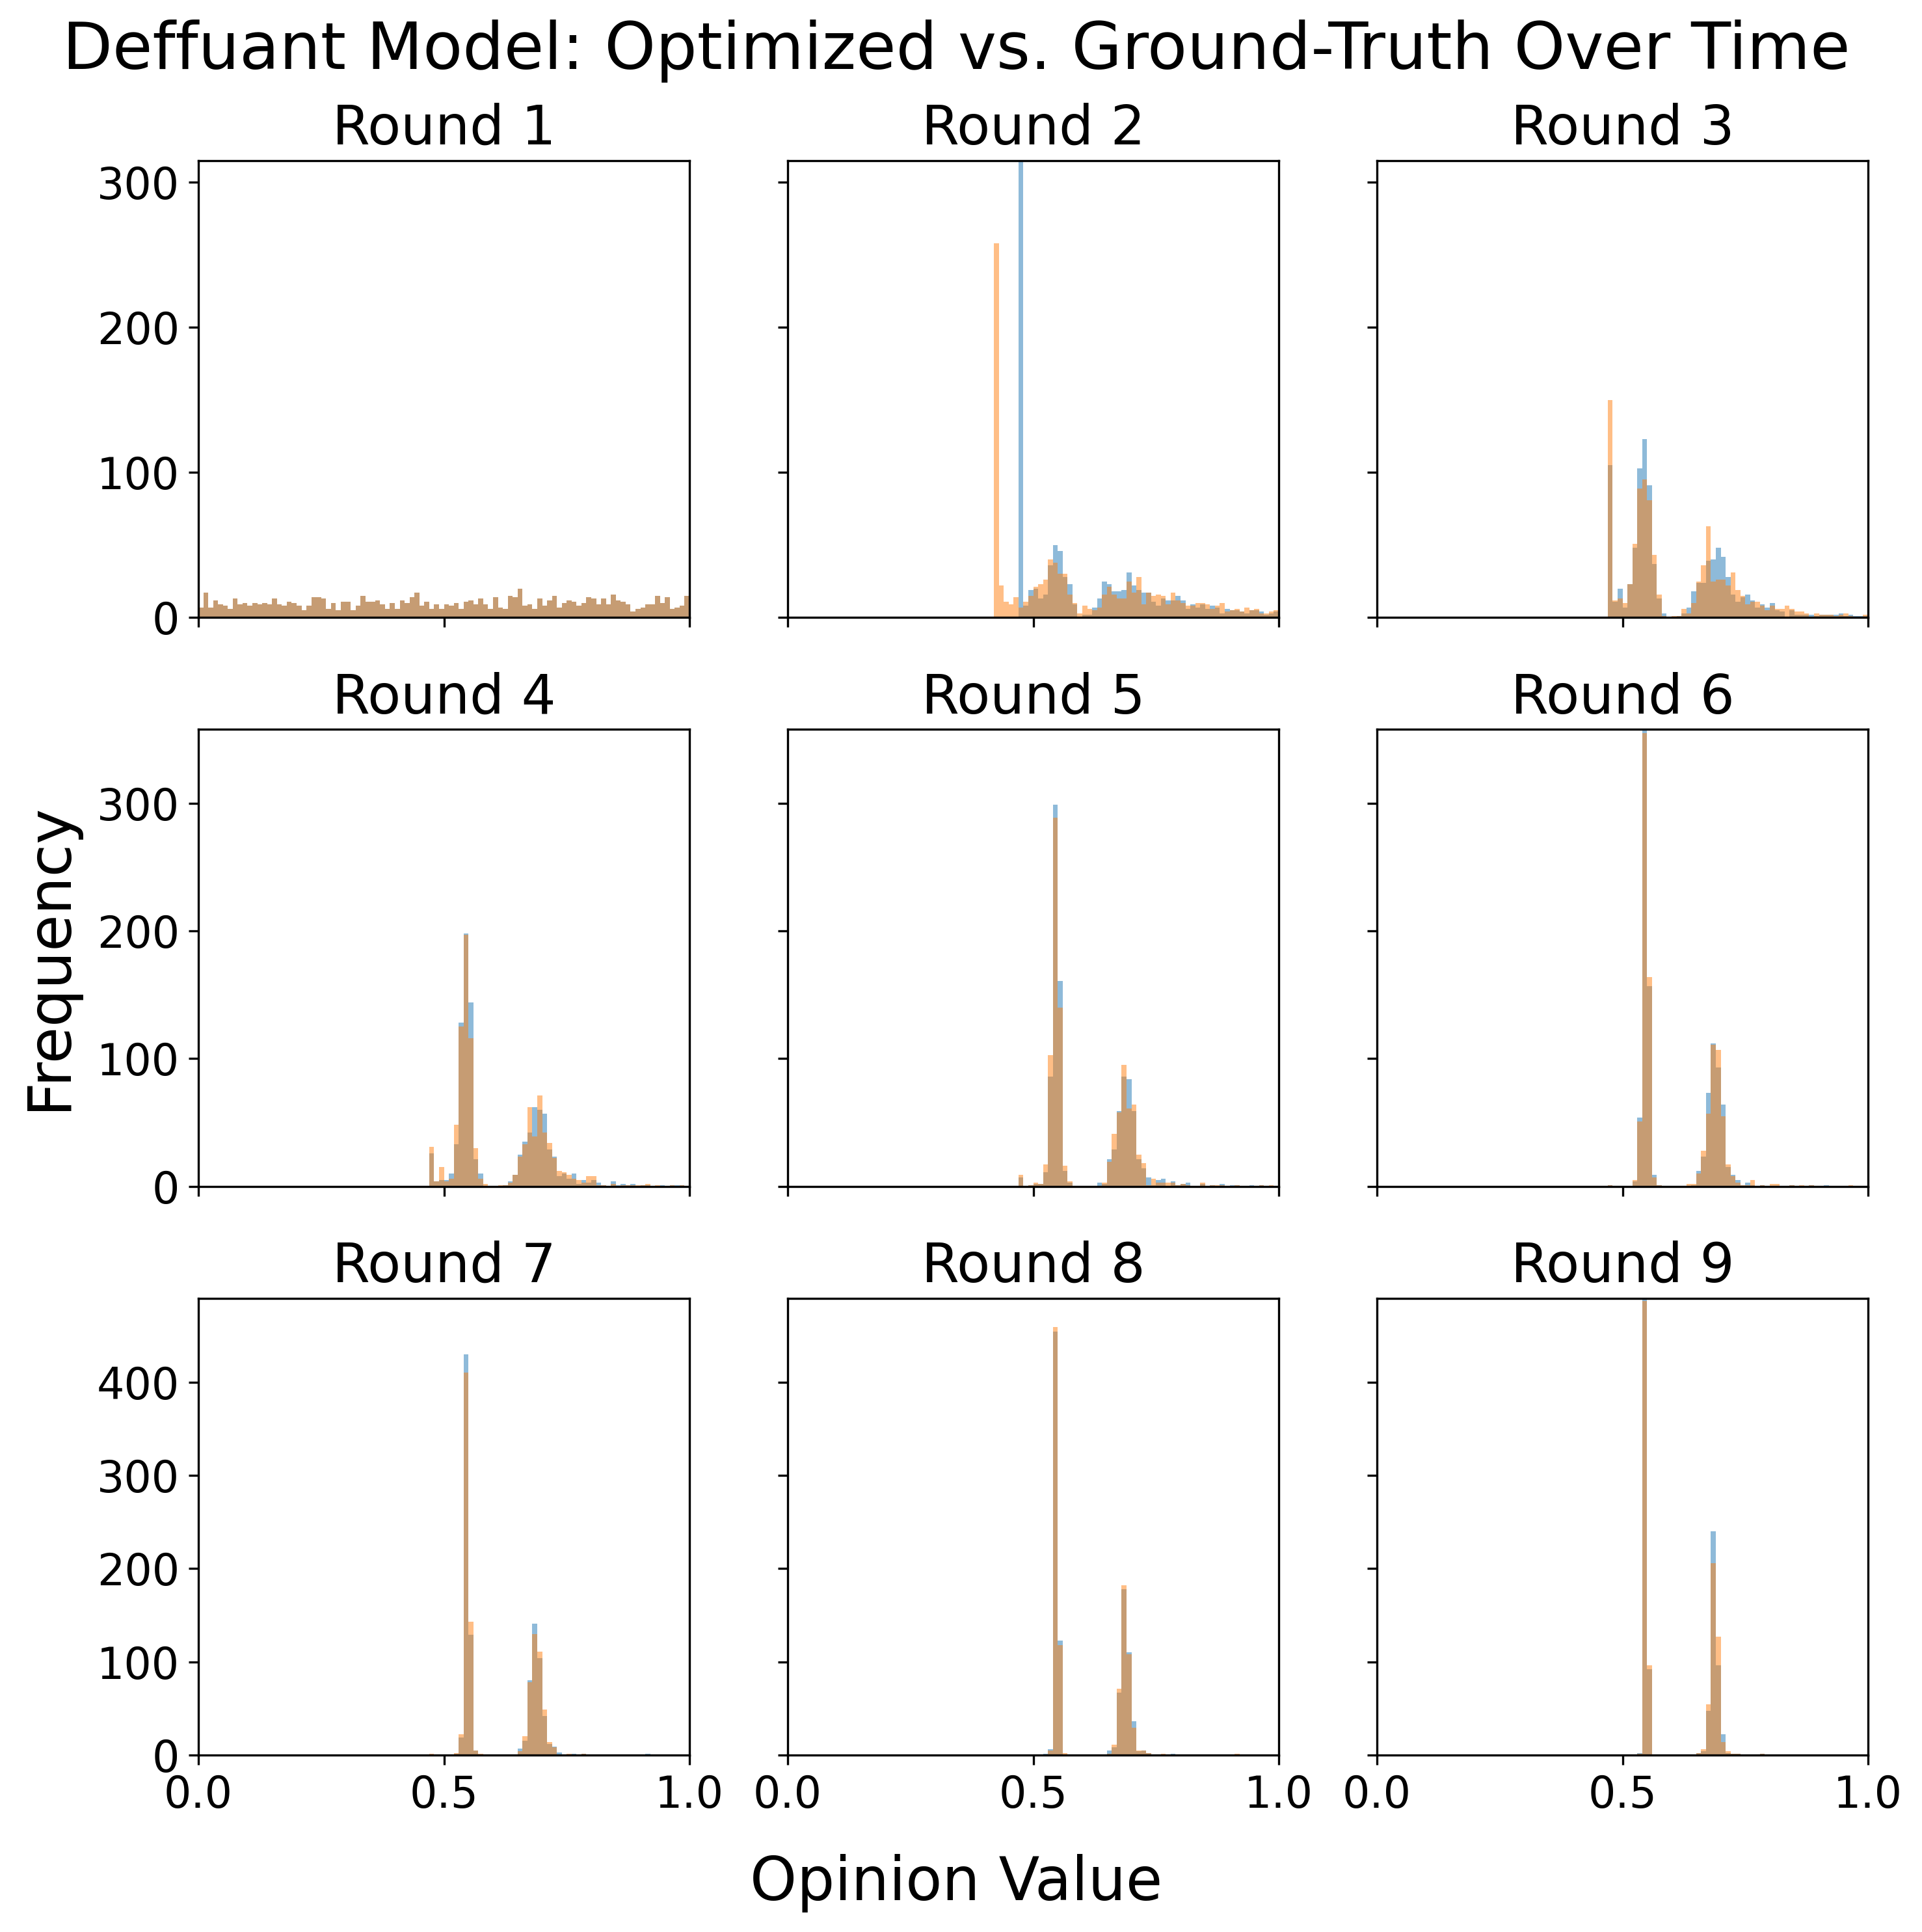 Deffuant Model: Optimized vs. Ground-Truth Over Time
Round 1
Round 2
Round 3
300
200
100
0
Round 4
Round 5
Round 6
300
200
100
0
Frequency
Round 7
Round 8
Round 9
400
300
200
100
0
0.0 0.5 1.0
0.0 0.5 1.0
0.0 0.5 1.0
Opinion Value